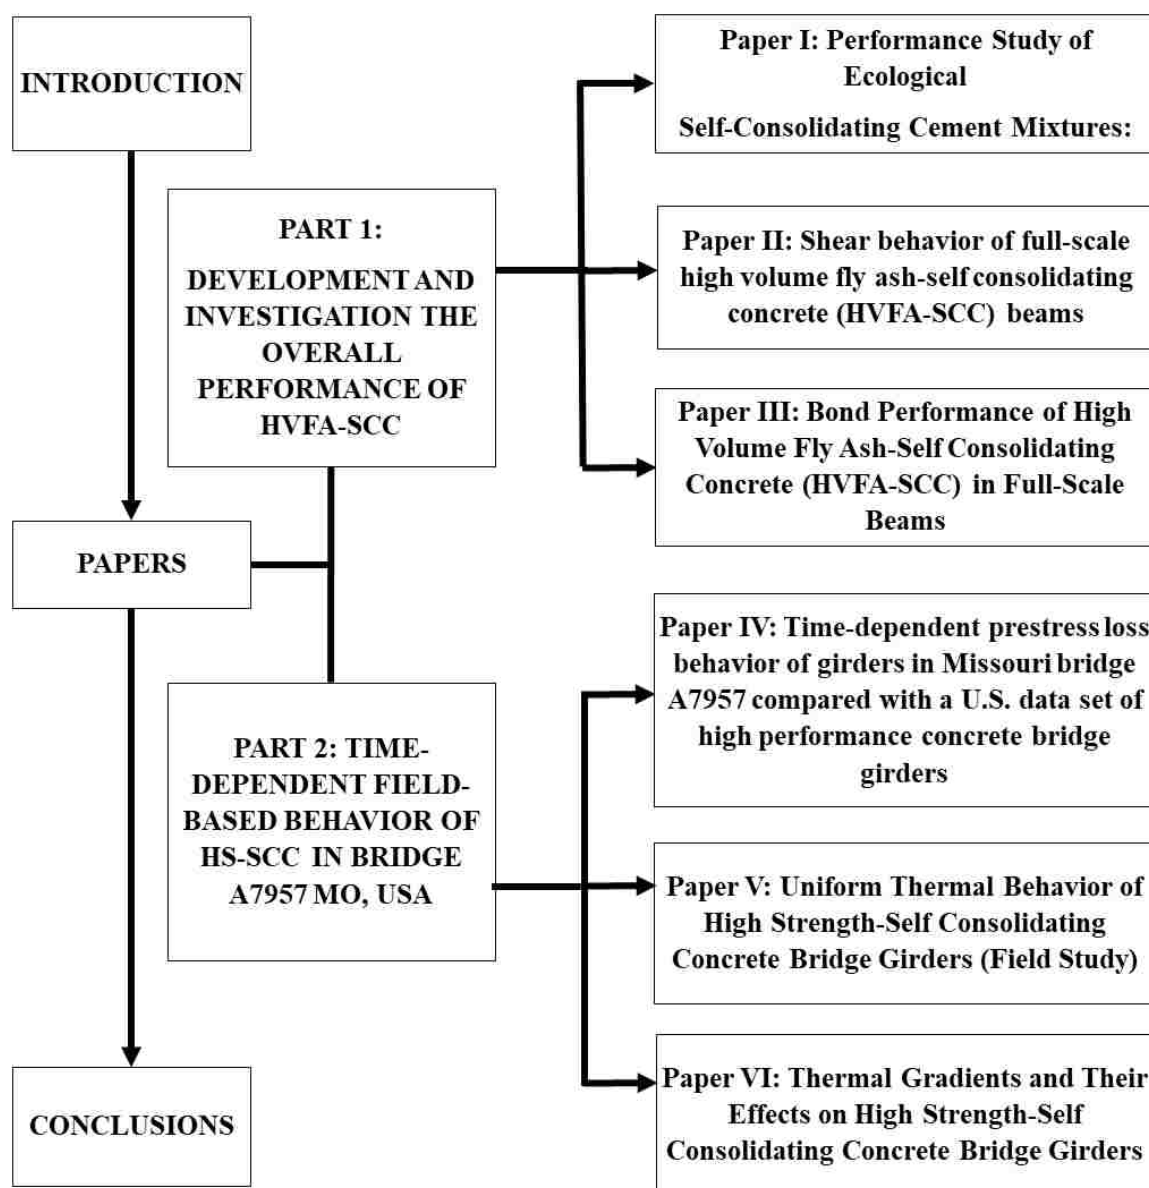 INTRODUCTION
PAPERS
CONCLUSIONS
PART 1:
DEVELOPMENT AND
INVESTIGATION THE
OVERALL
PERFORMANCE OF
HVFA-SCC
PART 2: TIME-
DEPENDENT FIELD-
BASED BEHAVIOR OF
HS-SCC IN BRIDGE
A7957 MO, USA
Paper I: Performance Study of
Ecological
Self-Consolidating Cement Mixtures:
Paper II: Shear behavior of full-scale
high volume fly ash-self consolidating
concrete (HVFA-SCC) beams
Paper III: Bond Performance of High
Volume Fly Ash-Self Consolidating
Concrete (HVFA-SCC) in Full-Scale
Beams
Paper IV: Time-dependent prestress loss
behavior of girders in Missouri bridge
A7957 compared with a U.S. data set of
high performance concrete bridge
girders
Paper V: Uniform Thermal Behavior of
High Strength-Self Consolidating
Concrete Bridge Girders (Field Study)
Paper VI: Thermal Gradients and Their
Effects on High Strength-Self
Consolidating Concrete Bridge Girders